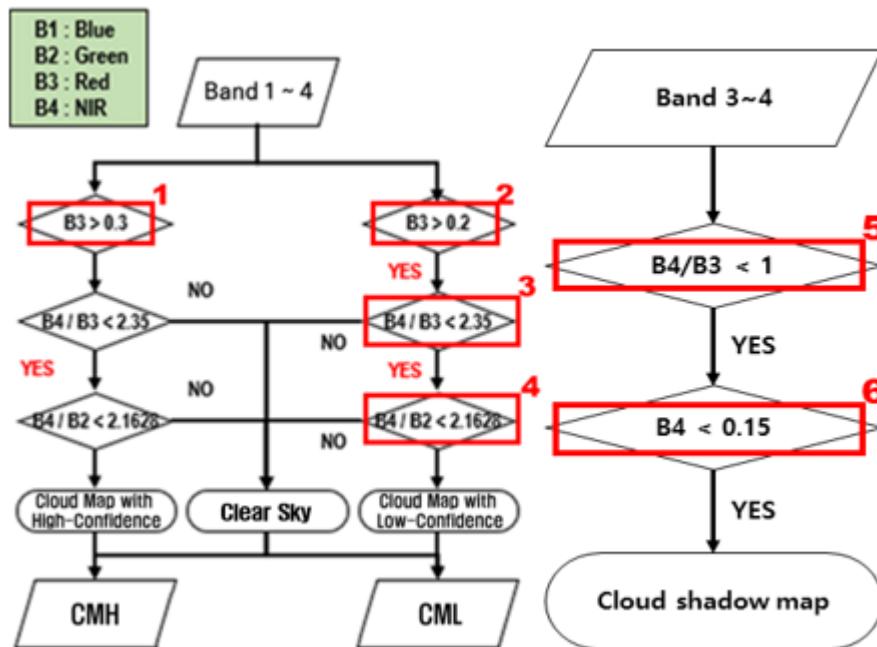 B1 : Blue
B2 : Green
B3 : Red
B4 : NIR
Band 1 ~ 4
1
B3 > 0.3
2
B3 > 0.2
YES
NO
3
B4 / B3 < 2.35
B4 / B3 < 2.35
NO
YES
YES
NO
4
B4 / B2 < 2.1628
B4 / B2 < 2.1628
NO
Cloud Map with
High-Confidence
Clear Sky
Cloud Map with
Low-Confidence
CMH
CML
Band 3~4
5
B4/B3 < 1
YES
6
B4 < 0.15
YES
Cloud shadow map